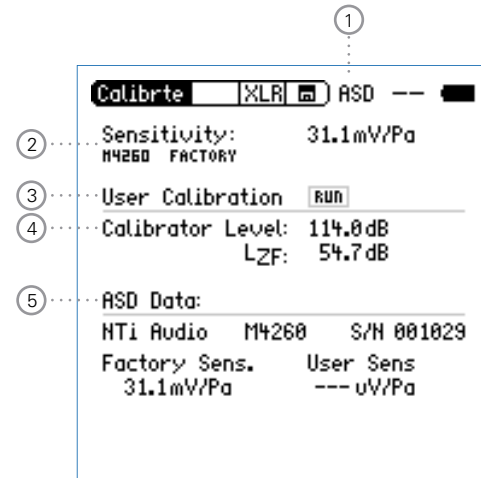 1
Calibrte XLR ASD --
2 Sensitivity: 31.1mV/Pa
M4260 FACTORY
3 User Calibration RUN
4 Calibrator Level: 114.0dB
LZF: 54.7dB
5 ASD Data:
NTi Audio M4260 S/N 001029
Factory Sens. User Sens
31.1mV/Pa --- uV/Pa